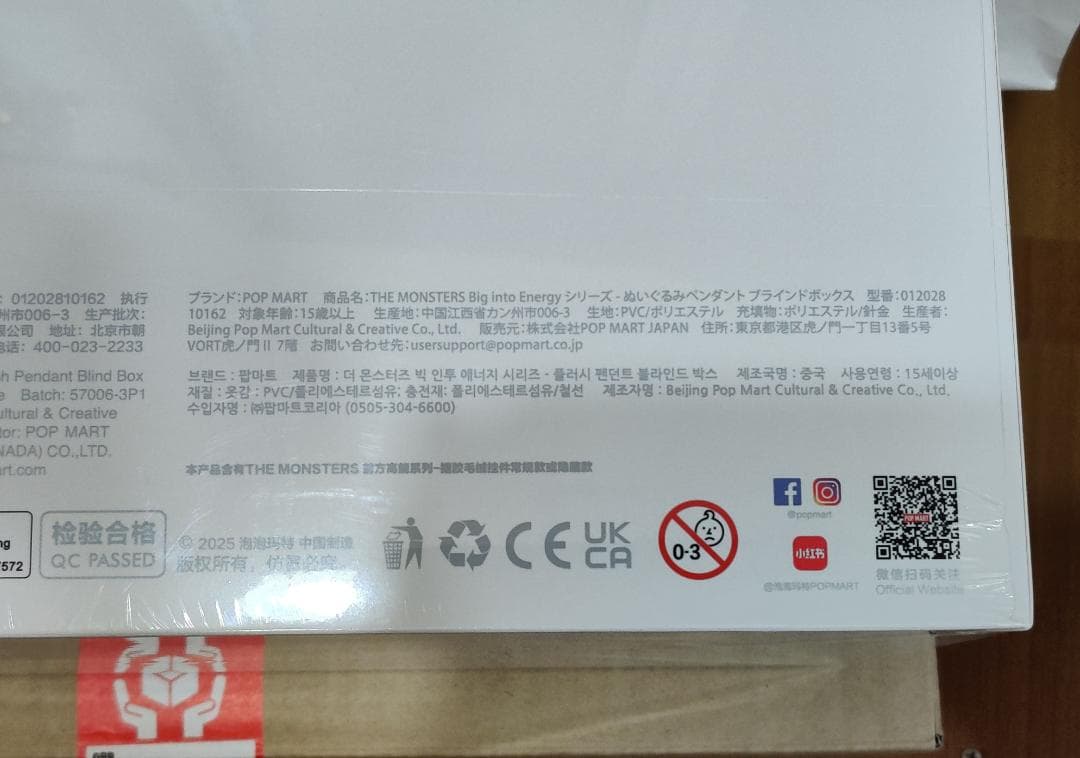 : 01202810162 执行
州市006-3 生产批次:
限公司 地址: 北京市朝
电话: 400-023-2233
sh Pendant Blind Box
Batch: 57006-3P1
ultural & Creative
tor: POP MART
NADA) CO.,LTD.
art.com
ブランド:POP MART 商品名:THE MONSTERS Big into Energy シリーズ - ぬいぐるみペンダント ブラインドボックス 型番:012028
10162 対象年齢:15歳以上 生産地:中国江西省カン州市006-3 生地:PVC/ポリエステル 充填物:ポリエステル/針金 生産者:
Beijing Pop Mart Cultural & Creative Co., Ltd. 販売元:株式会社POP MART JAPAN 住所:東京都港区虎ノ門一丁目13番5号
VORT虎ノ門Ⅱ 7階 お問い合わせ先:usersupport@popmart.co.jp
브랜드 : 팝마트 제품명 : 더 몬스터즈 빅 인투 에너지 시리즈 - 플러시 펜던트 블라인드 박스 제조국명 : 중국 사용연령 : 15세이상
재질 : 옷감 : PVC/폴리에스테르섬유; 충전재: 폴리에스테르섬유/철선 제조자명 : Beijing Pop Mart Cultural & Creative Co., Ltd.
수입자명 : ㈜팝마트코리아 (0505-304-6600)
本产品含有THE MONSTERS 前方高能系列-搪胶毛绒挂件常规款或隐藏款
ng
7572
检验合格
QC PASSED
© 2025 泡泡玛特 中国制造
版权所有，仿冒必究
CE
UK
CA
0-3
@popmart
小红书
@泡泡玛特POPMART
POP MART
微信扫码关注
Official Website